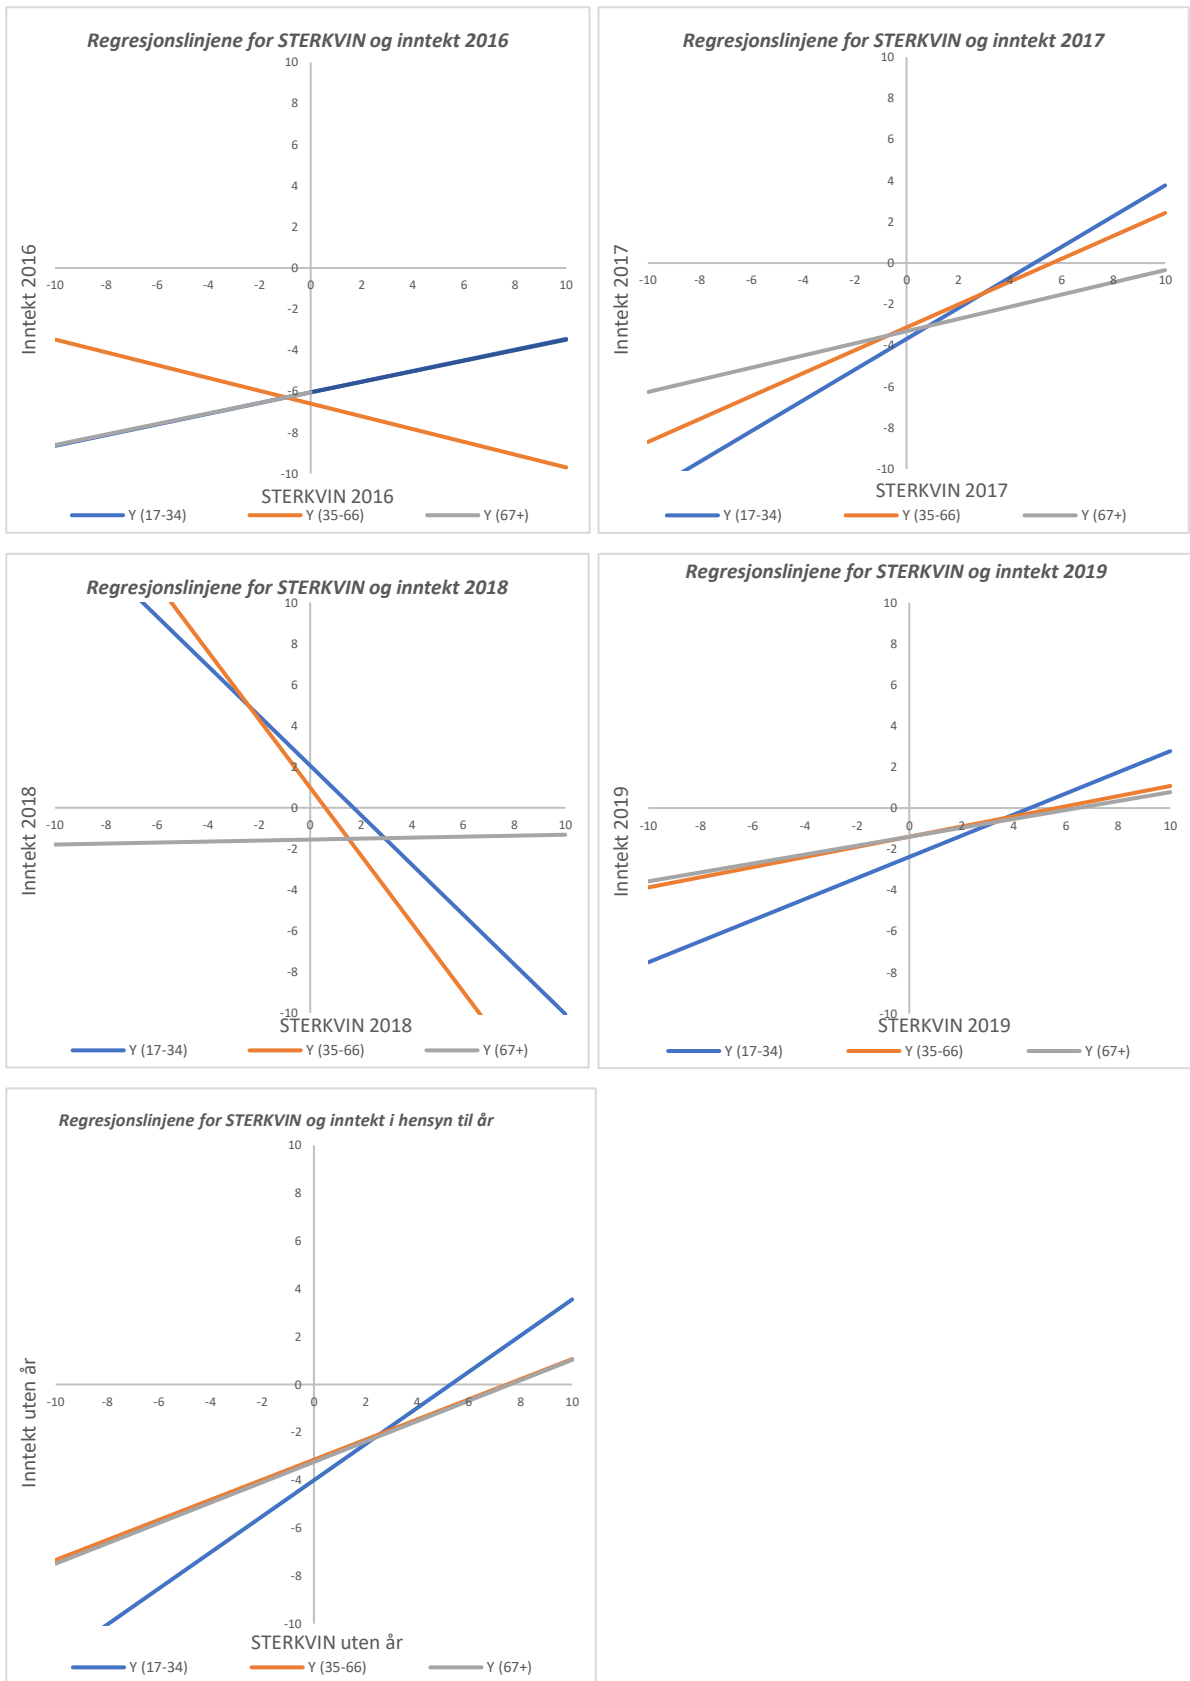 Regresjonslinjene for STERKVIN og inntekt 2016
10
8
6
4
2
0
-10 -8 -6 -4 -2 0 2 4 6 8 10
-2
-4
-6
-8
-10
Inntekt 2016
STERKVIN 2016
Y (17-34) Y (35-66) Y (67+)
Regresjonslinjene for STERKVIN og inntekt 2017
10
8
6
4
2
0
-10 -8 -6 -4 -2 0 2 4 6 8 10
-2
-4
-6
-8
-10
Inntekt 2017
STERKVIN 2017
Y (17-34) Y (35-66) Y (67+)
Regresjonslinjene for STERKVIN og inntekt 2018
10
8
6
4
2
0
-10 -8 -6 -4 -2 0 2 4 6 8 10
-2
-4
-6
-8
-10
Inntekt 2018
STERKVIN 2018
Y (17-34) Y (35-66) Y (67+)
Regresjonslinjene for STERKVIN og inntekt 2019
10
8
6
4
2
0
-10 -8 -6 -4 -2 0 2 4 6 8 10
-2
-4
-6
-8
-10
Inntekt 2019
STERKVIN 2019
Y (17-34) Y (35-66) Y (67+)
Regresjonslinjene for STERKVIN og inntekt i hensyn til år
10
8
6
4
2
0
-10 -8 -6 -4 -2 0 2 4 6 8 10
-2
-4
-6
-8
-10
Inntekt uten år
STERKVIN uten år
Y (17-34) Y (35-66) Y (67+)